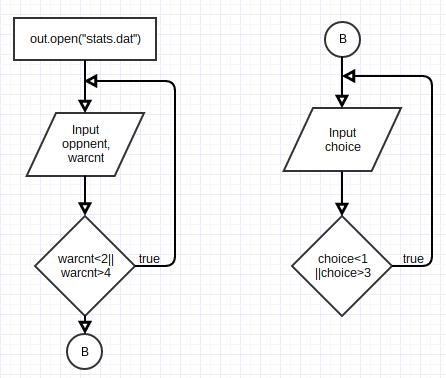 out.open("stats.dat")
Input
oppnent,
warcnt
warcnt<2||
warcnt>4
true
B
B
Input
choice
choice<1
||choice>3
true